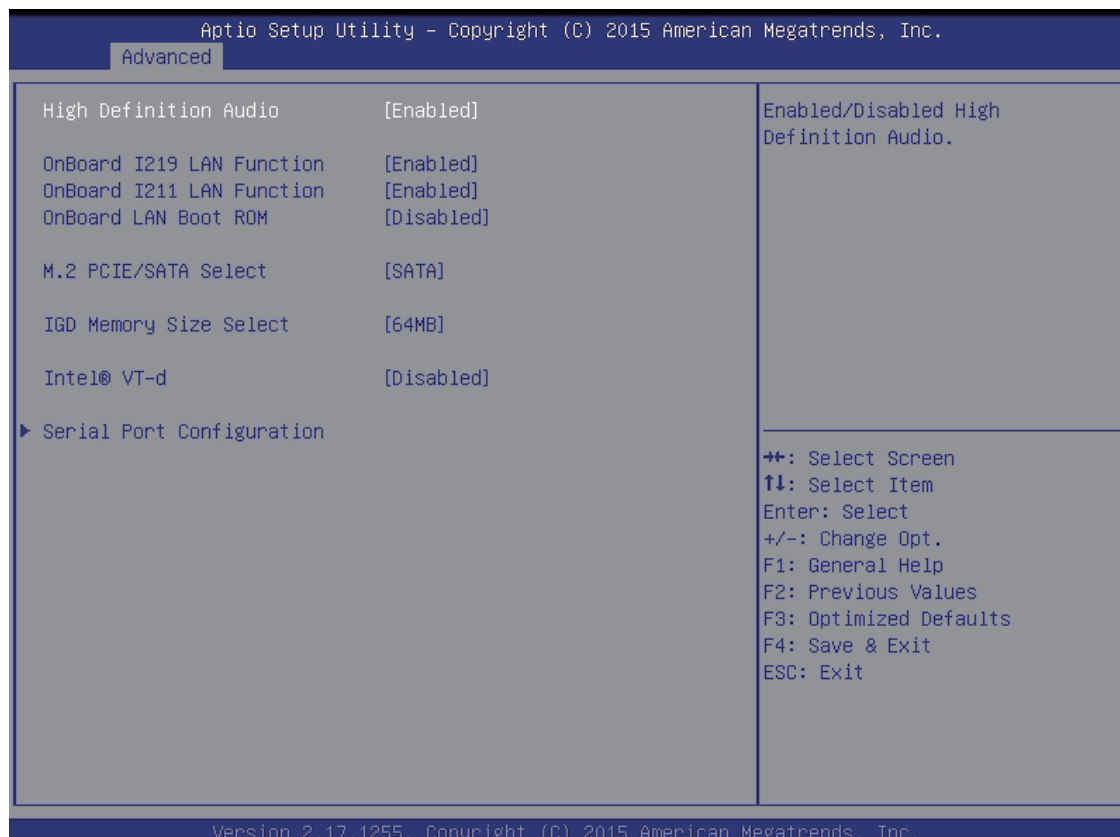 Aptio Setup Utility – Copyright (C) 2015 American Megatrends, Inc.
Advanced
High Definition Audio [Enabled]
OnBoard I219 LAN Function [Enabled]
OnBoard I211 LAN Function [Enabled]
OnBoard LAN Boot ROM [Disabled]
M.2 PCIE/SATA Select [SATA]
IGD Memory Size Select [64MB]
Intel® VT-d [Disabled]
▶ Serial Port Configuration
Enabled/Disabled High
Definition Audio.
→←: Select Screen
↑↓: Select Item
Enter: Select
+/-: Change Opt.
F1: General Help
F2: Previous Values
F3: Optimized Defaults
F4: Save & Exit
ESC: Exit
Version 2.17.1255. Copyright (C) 2015 American Megatrends, Inc.